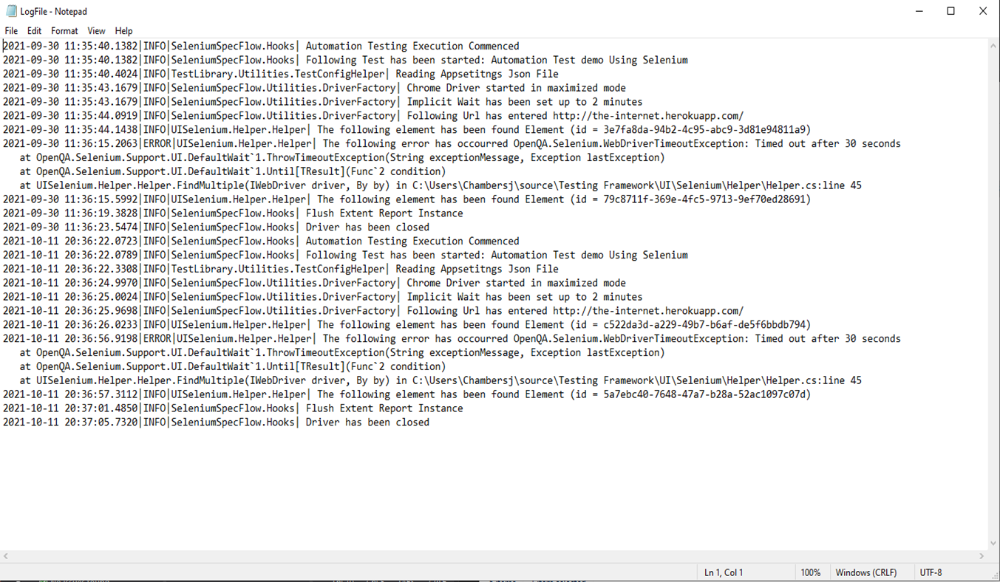 LogFile - Notepad
File Edit Format View Help
2021-09-30 11:35:40.1382|INFO|SeleniumSpecFlow.Hooks| Automation Testing Execution Commenced
2021-09-30 11:35:40.1382|INFO|SeleniumSpecFlow.Hooks| Following Test has been started: Automation Test demo Using Selenium
2021-09-30 11:35:40.4024|INFO|TestLibrary.Utilities.TestConfigHelper| Reading Appsetitngs Json File
2021-09-30 11:35:43.1679|INFO|SeleniumSpecFlow.Utilities.DriverFactory| Chrome Driver started in maximized mode
2021-09-30 11:35:43.1679|INFO|SeleniumSpecFlow.Utilities.DriverFactory| Implicit Wait has been set up to 2 minutes
2021-09-30 11:35:44.0919|INFO|SeleniumSpecFlow.Utilities.DriverFactory| Following Url has entered http://the-internet.herokuapp.com/
2021-09-30 11:35:44.1438|INFO|UISelenium.Helper.Helper| The following element has been found Element (id = 3e7fa8da-94b2-4c95-abc9-3d81e94811a9)
2021-09-30 11:36:15.2063|ERROR|UISelenium.Helper.Helper| The following error has occourred OpenQA.Selenium.WebDriverTimeoutException: Timed out after 30 seconds
   at OpenQA.Selenium.Support.UI.DefaultWait`1.ThrowTimeoutException(String exceptionMessage, Exception lastException)
   at OpenQA.Selenium.Support.UI.DefaultWait`1.Until[TResult](Func`2 condition)
   at UISelenium.Helper.Helper.FindMultiple(IWebDriver driver, By by) in C:\Users\Chambersj\source\Testing Framework\UI\Selenium\Helper\Helper.cs:line 45
2021-09-30 11:36:15.5992|INFO|UISelenium.Helper.Helper| The following element has been found Element (id = 79c8711f-369e-4fc5-9713-9ef70ed28691)
2021-09-30 11:36:19.3828|INFO|SeleniumSpecFlow.Hooks| Flush Extent Report Instance
2021-09-30 11:36:23.5474|INFO|SeleniumSpecFlow.Hooks| Driver has been closed
2021-10-11 20:36:22.0723|INFO|SeleniumSpecFlow.Hooks| Automation Testing Execution Commenced
2021-10-11 20:36:22.0789|INFO|SeleniumSpecFlow.Hooks| Following Test has been started: Automation Test demo Using Selenium
2021-10-11 20:36:22.3308|INFO|TestLibrary.Utilities.TestConfigHelper| Reading Appsetitngs Json File
2021-10-11 20:36:24.9970|INFO|SeleniumSpecFlow.Utilities.DriverFactory| Chrome Driver started in maximized mode
2021-10-11 20:36:25.0024|INFO|SeleniumSpecFlow.Utilities.DriverFactory| Implicit Wait has been set up to 2 minutes
2021-10-11 20:36:25.9698|INFO|SeleniumSpecFlow.Utilities.DriverFactory| Following Url has entered http://the-internet.herokuapp.com/
2021-10-11 20:36:26.0233|INFO|UISelenium.Helper.Helper| The following element has been found Element (id = c522da3d-a229-49b7-b6af-de5f6bbdb794)
2021-10-11 20:36:56.9198|ERROR|UISelenium.Helper.Helper| The following error has occourred OpenQA.Selenium.WebDriverTimeoutException: Timed out after 30 seconds
   at OpenQA.Selenium.Support.UI.DefaultWait`1.ThrowTimeoutException(String exceptionMessage, Exception lastException)
   at OpenQA.Selenium.Support.UI.DefaultWait`1.Until[TResult](Func`2 condition)
   at UISelenium.Helper.Helper.FindMultiple(IWebDriver driver, By by) in C:\Users\Chambersj\source\Testing Framework\UI\Selenium\Helper\Helper.cs:line 45
2021-10-11 20:36:57.3112|INFO|UISelenium.Helper.Helper| The following element has been found Element (id = 5a7ebc40-7648-47a7-b28a-52ac1097c07d)
2021-10-11 20:37:01.4850|INFO|SeleniumSpecFlow.Hooks| Flush Extent Report Instance
2021-10-11 20:37:05.7320|INFO|SeleniumSpecFlow.Hooks| Driver has been closed
Ln 1, Col 1 100% Windows (CRLF) UTF-8